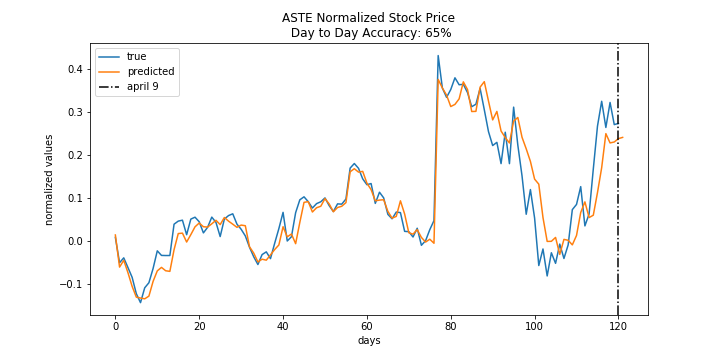 ASTE Normalized Stock Price
Day to Day Accuracy: 65%
true
predicted
april 9
normalized values
0.4
0.3
0.2
0.1
0.0
−0.1
0
20
40
60
80
100
120
days